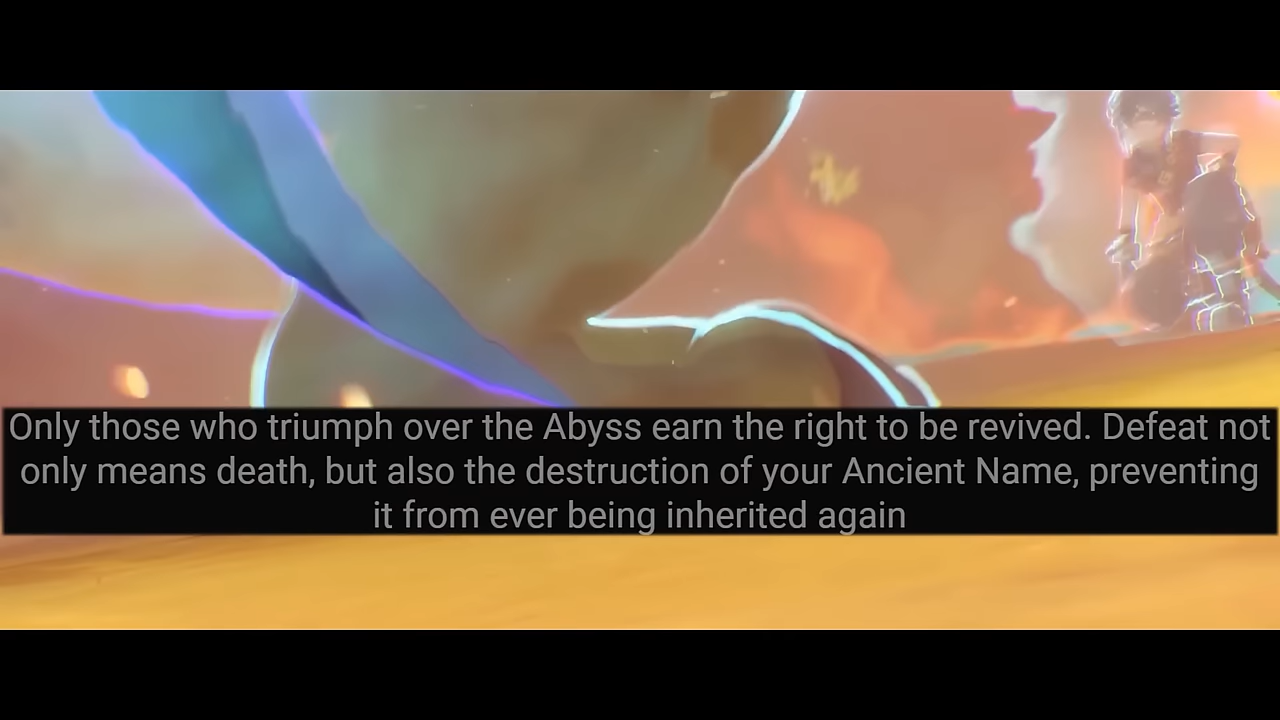 Only those who triumph over the Abyss earn the right to be revived. Defeat not
only means death, but also the destruction of your Ancient Name, preventing
it from ever being inherited again